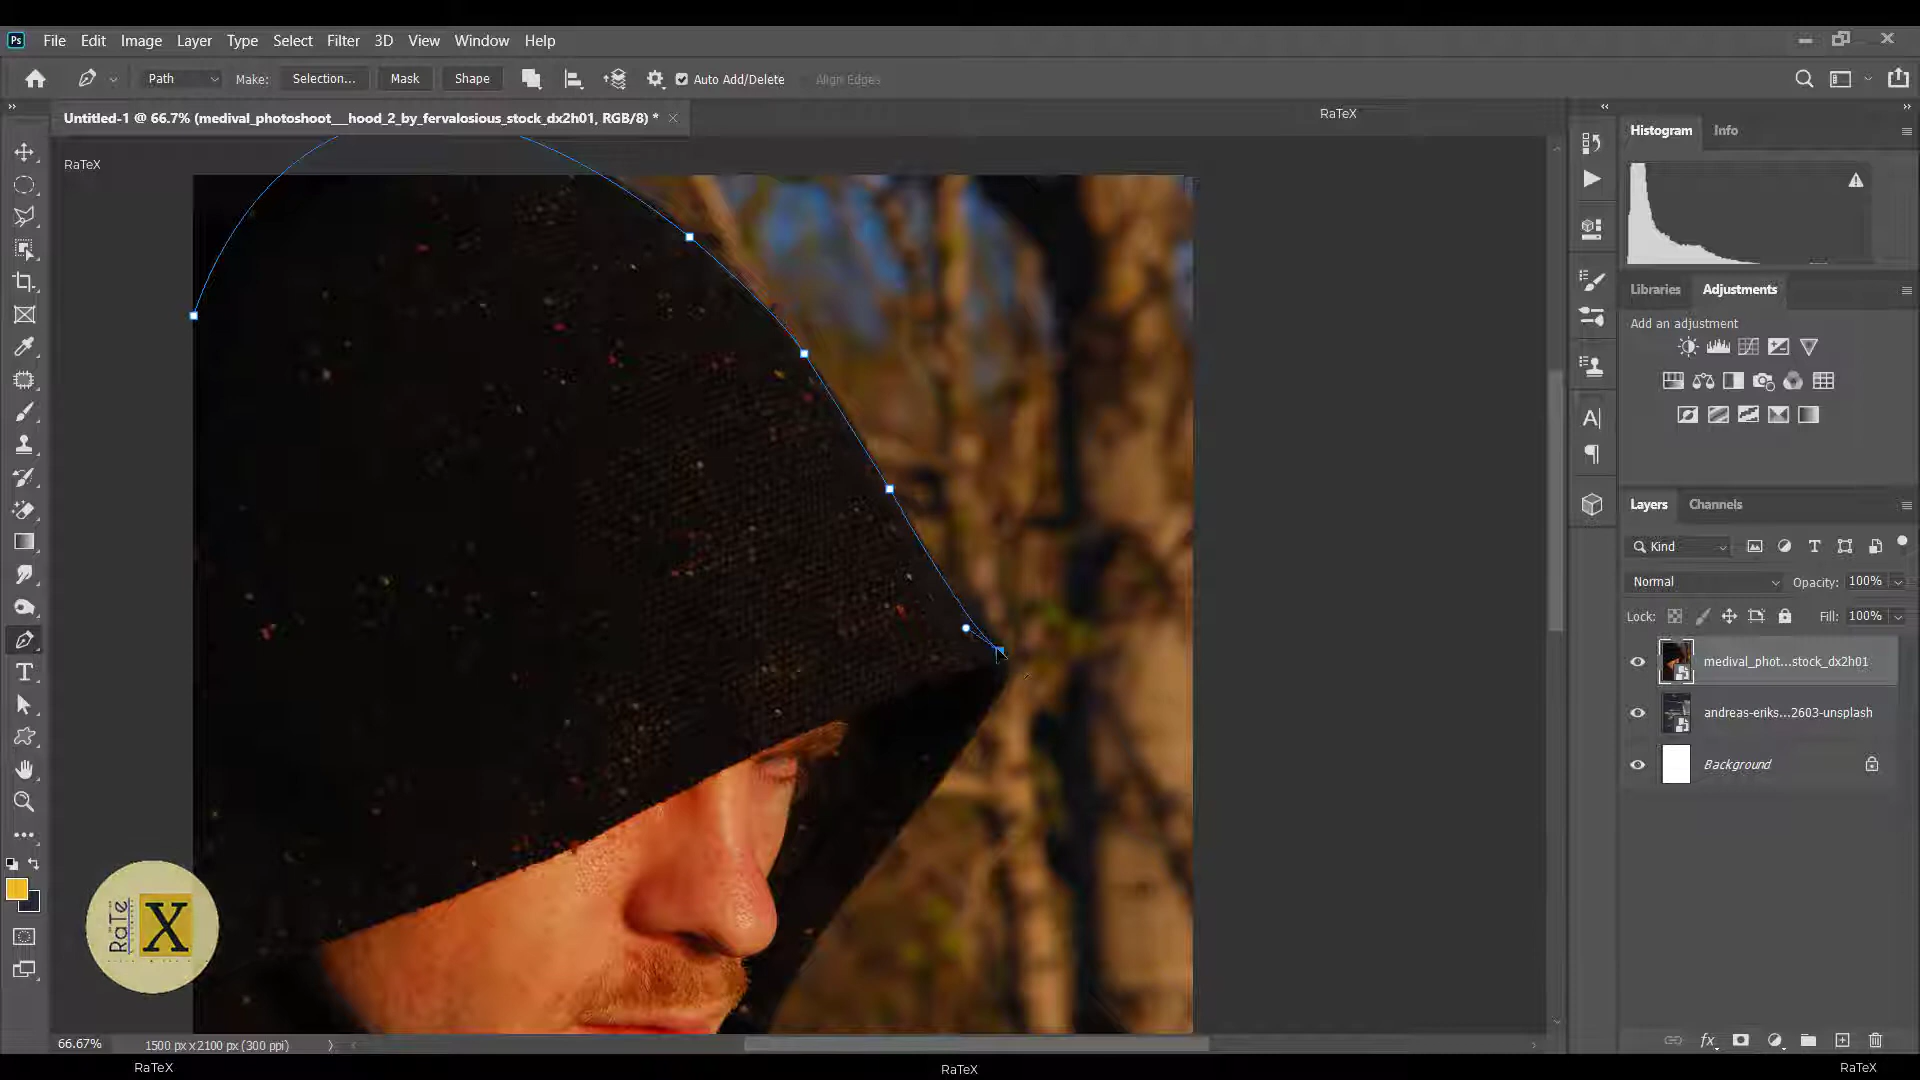 Ps File Edit Image Layer Type Select Filter 3D View Window Help
Path Make: Selection... Mask Shape Auto Add/Delete Align Edges
Untitled-1 @ 66.7% (medival_photoshoot__hood_2_by_fervalosious_stock_dx2h01, RGB/8) *
RaTeX
RaTeX
Histogram Info
Libraries Adjustments
Add an adjustment
Layers Channels
Kind
Normal Opacity: 100%
Lock: Fill: 100%
medival_phot...stock_dx2h01
andreas-eriks...2603-unsplash
Background
RaTe X
66.67% 1500 px x 2100 px (300 ppi)
RaTeX RaTeX RaTeX